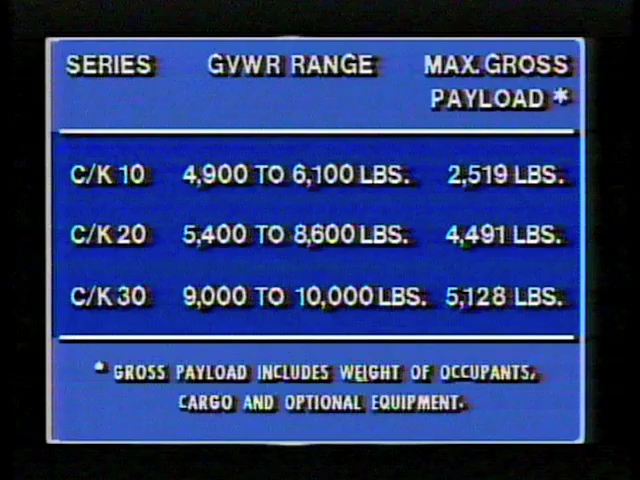 SERIES GVWR RANGE MAX. GROSS
PAYLOAD *
C/K 10 4,900 TO 6,100 LBS. 2,519 LBS.
C/K 20 5,400 TO 8,600 LBS. 4,491 LBS.
C/K 30 9,000 TO 10,000 LBS. 5,128 LBS.
* GROSS PAYLOAD INCLUDES WEIGHT OF OCCUPANTS,
CARGO AND OPTIONAL EQUIPMENT.